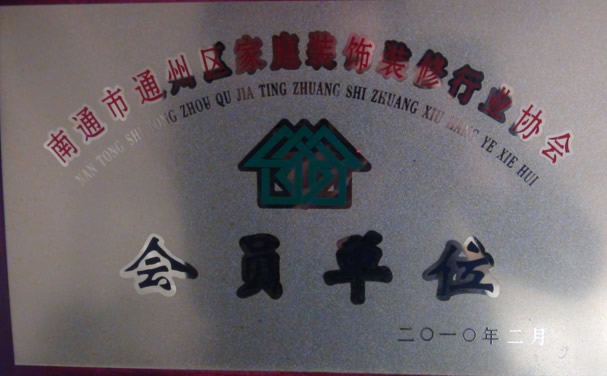 南通市通州区家庭装饰装修行业协会
NAN TONG SHI TONG ZHOU QU JIA TING ZHUANG SHI ZHUANG XIU HANG YE XIE HUI
会员单位
二〇一〇年二月